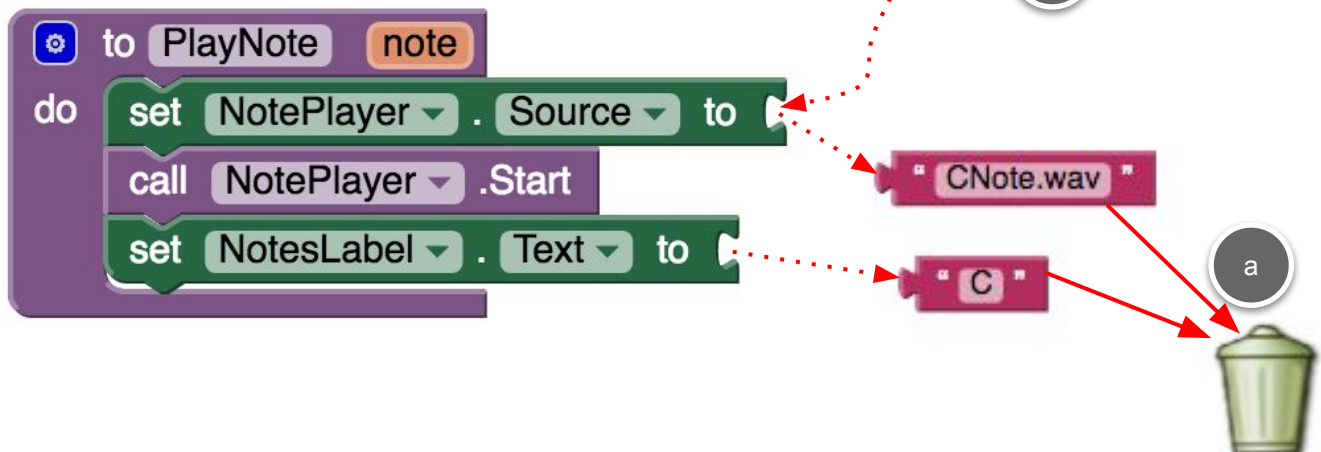 to PlayNote note
do set NotePlayer . Source to
" CNote.wav "
call NotePlayer .Start
set NotesLabel . Text to
" C "
a